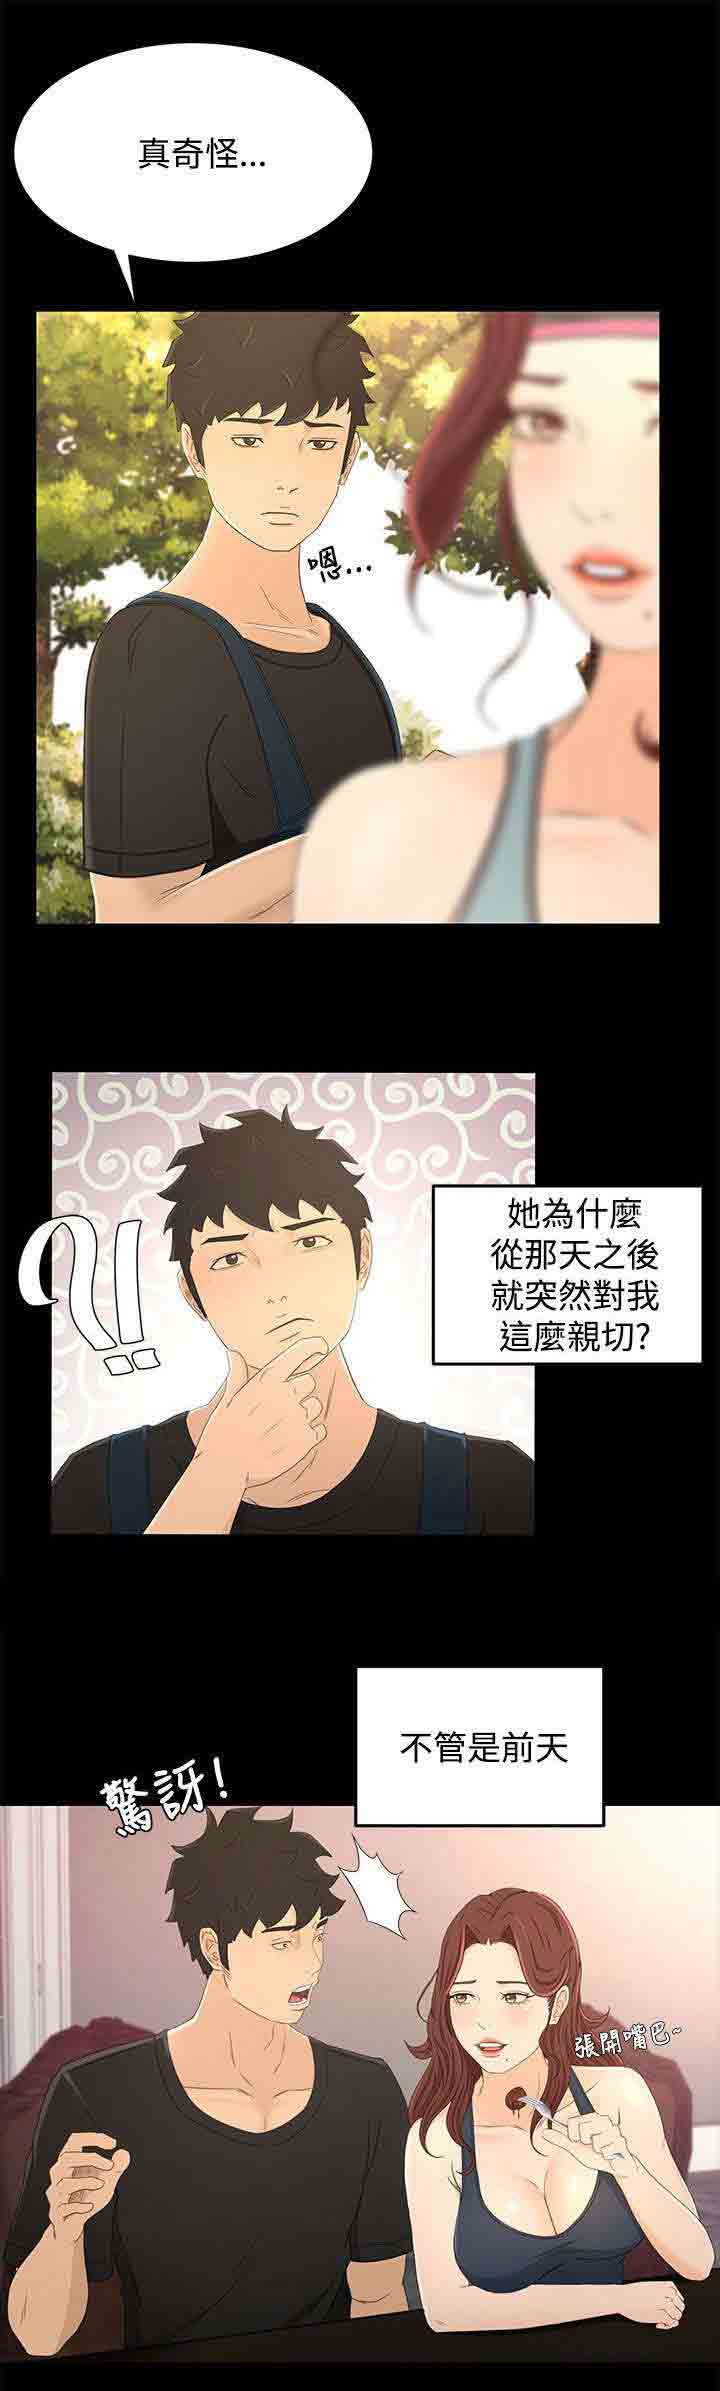 真奇怪...
嗯...
?!
她為什麼
從那天之後
就突然對我
這麼親切?
不管是前天
驚訝!
張開嘴巴~